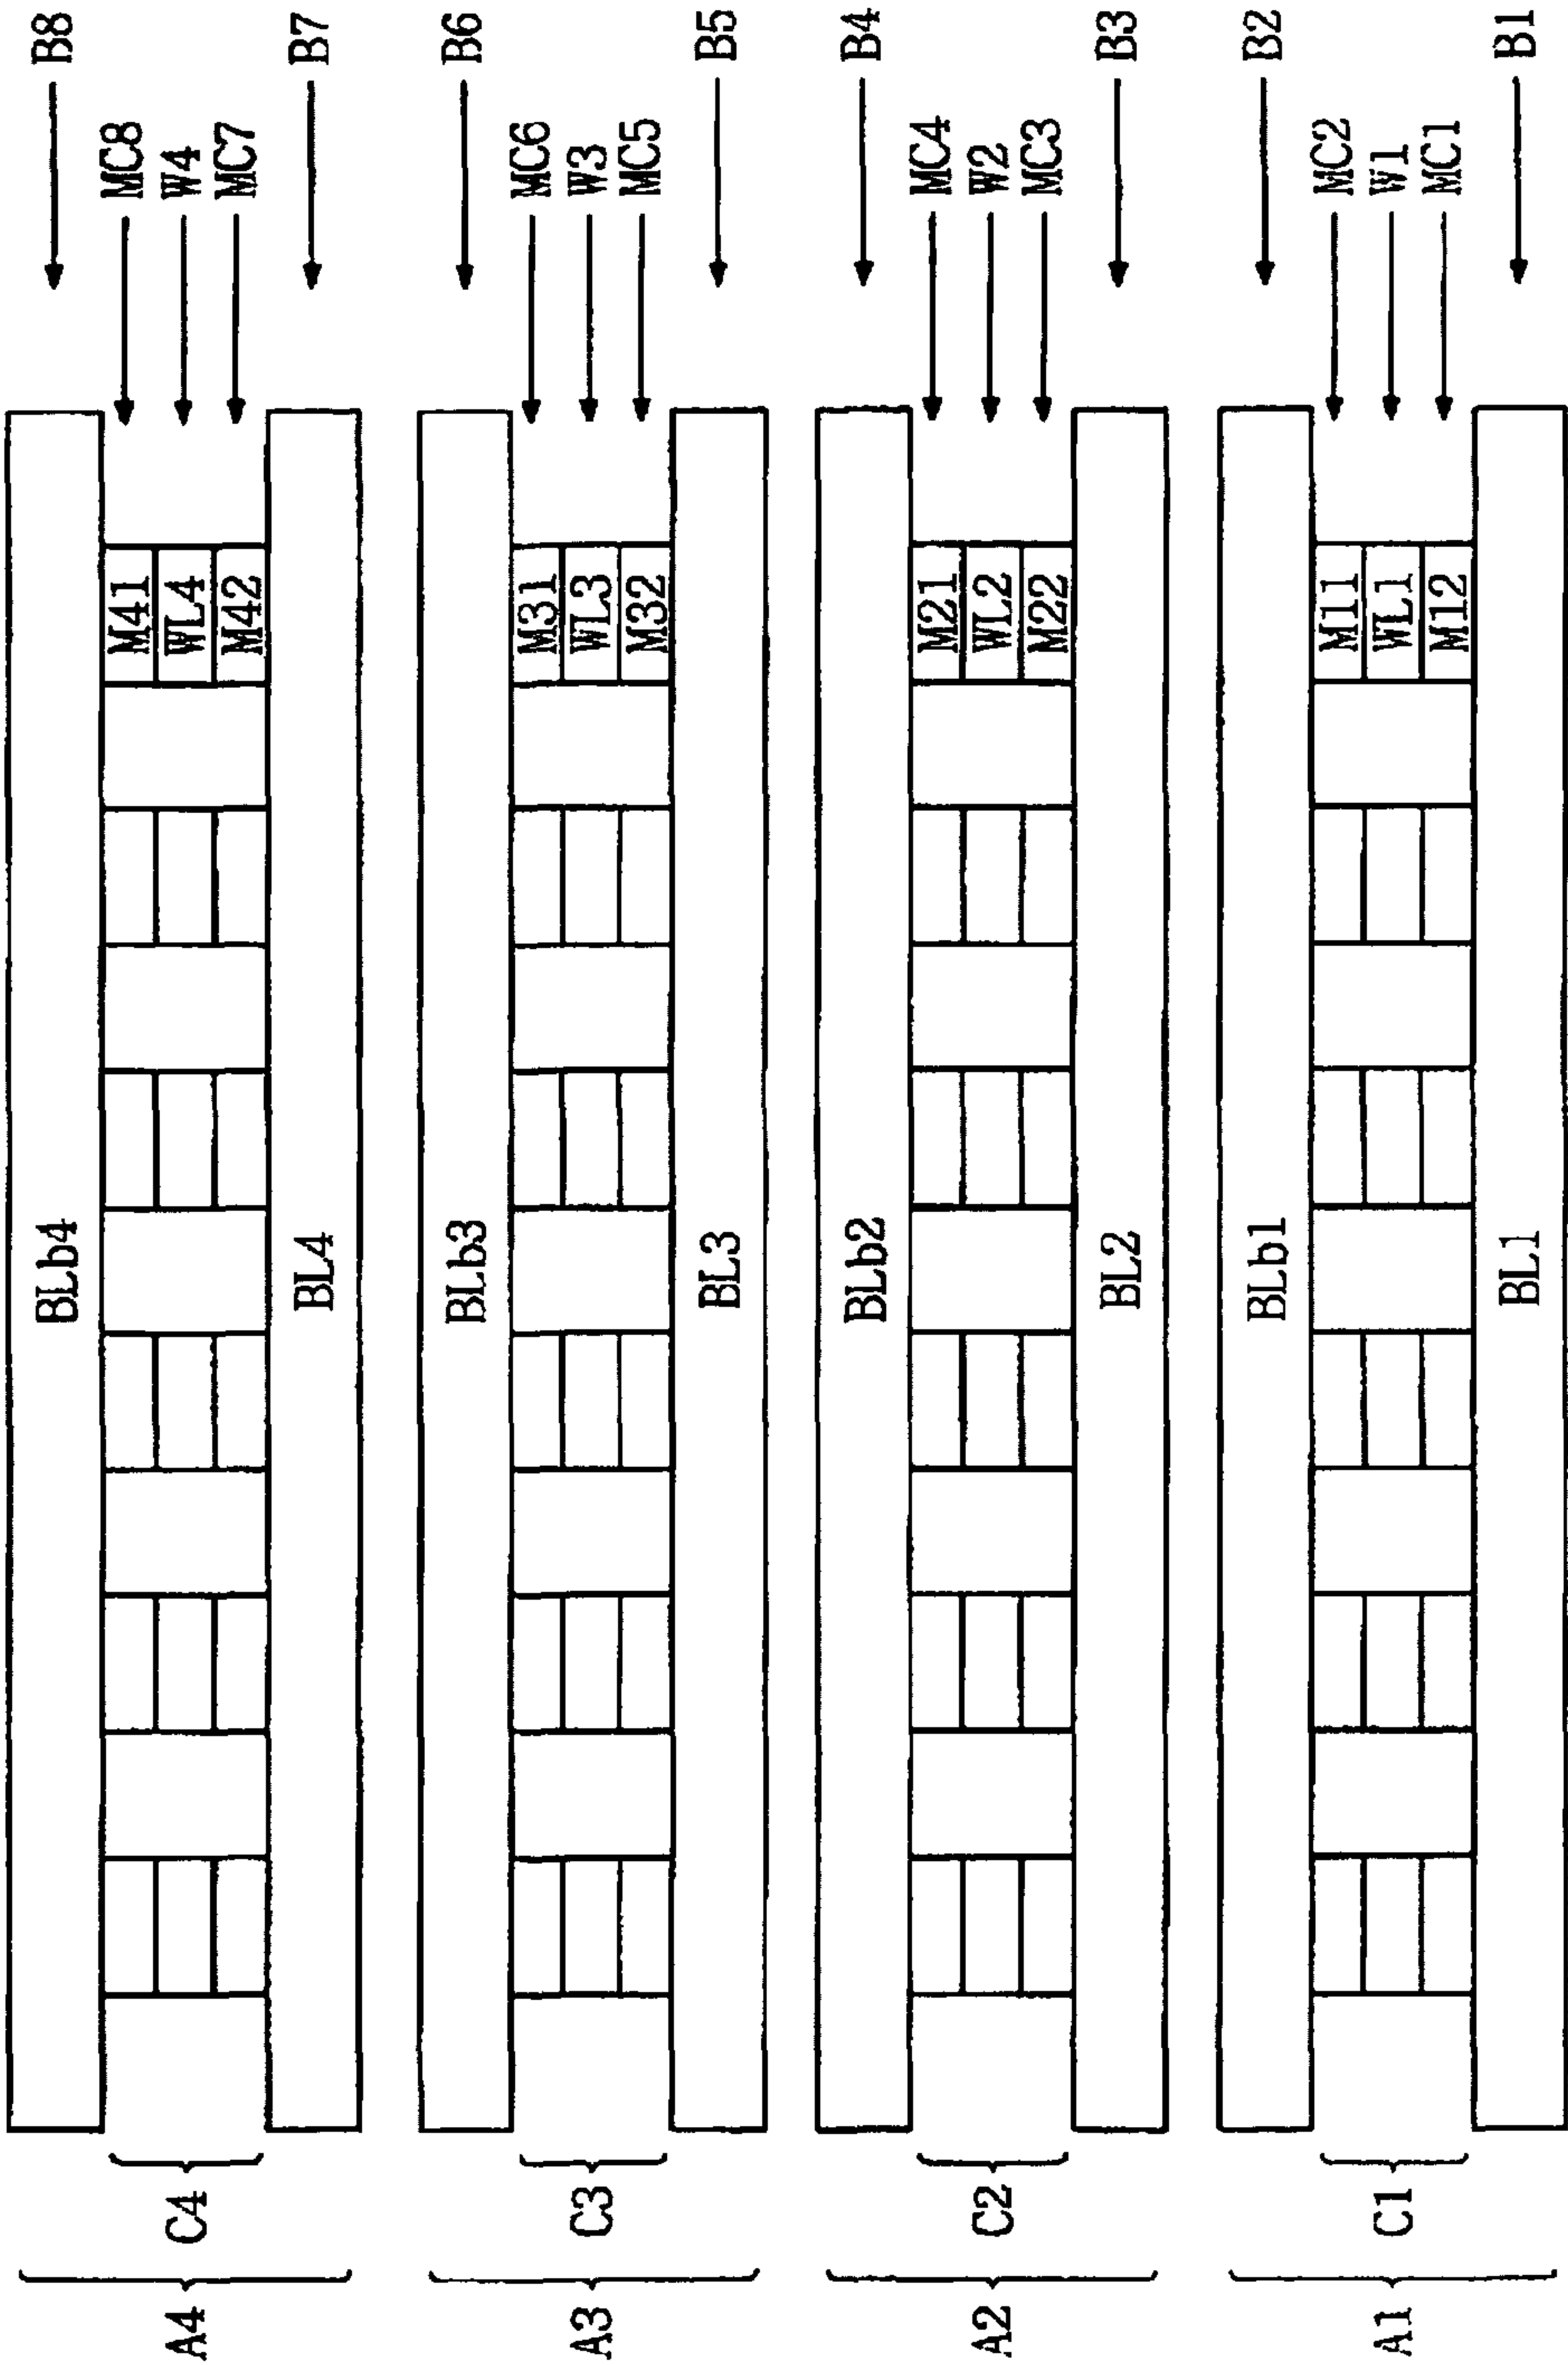 BLb4 B8
M41 MC8
A4 C4 WL4 W4
M42 MC7
BL4 B7
BLb3 B6
M31 MC6
A3 C3 WL3 W3
M32 MC5
BL3 B5
BLb2 B4
M21 MC4
A2 C2 WL2 W2
M22 MC3
BL2 B3
BLb1 B2
M11 MC2
A1 C1 WL1 W1
M12 MC1
BL1 B1